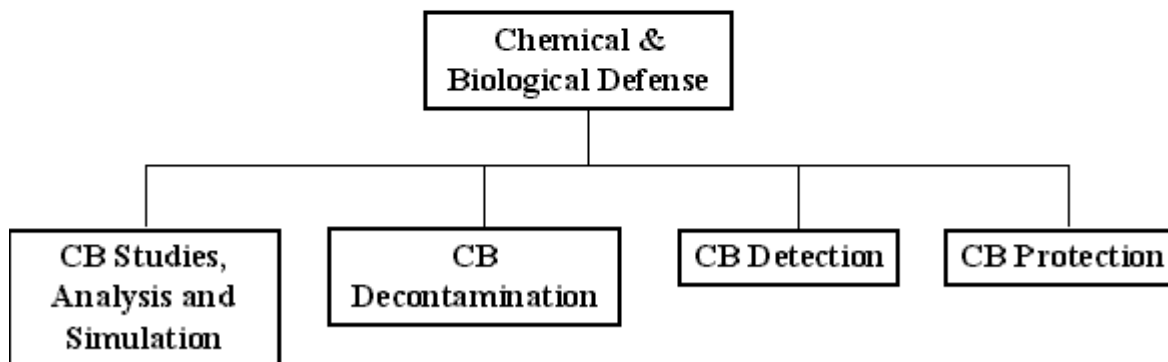 Chemical &
Biological Defense
CB Studies,
Analysis and
Simulation
CB
Decontamination
CB Detection
CB Protection